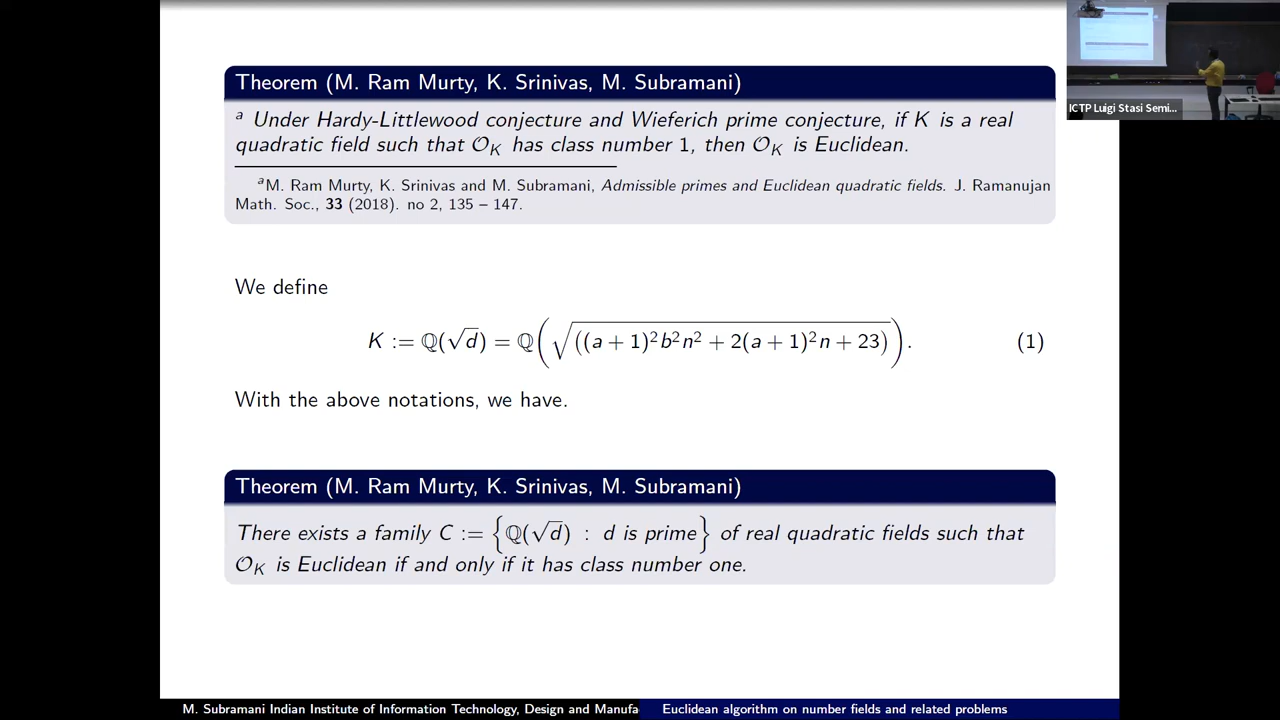 Theorem (M. Ram Murty, K. Srinivas, M. Subramani)
ᵃ Under Hardy-Littlewood conjecture and Wieferich prime conjecture, if K is a real
quadratic field such that 𝒪_K has class number 1, then 𝒪_K is Euclidean.
ᵃM. Ram Murty, K. Srinivas and M. Subramani, Admissible primes and Euclidean quadratic fields. J. Ramanujan
Math. Soc., 33 (2018). no 2, 135 – 147.
We define
K := ℚ(√d) = ℚ(√((a + 1)²b²n² + 2(a + 1)²n + 23)). (1)
With the above notations, we have.
Theorem (M. Ram Murty, K. Srinivas, M. Subramani)
There exists a family C := {ℚ(√d) : d is prime} of real quadratic fields such that
𝒪_K is Euclidean if and only if it has class number one.
M. Subramani Indian Institute of Information Technology, Design and Manufa
Euclidean algorithm on number fields and related problems
ICTP Luigi Stasi Semi...